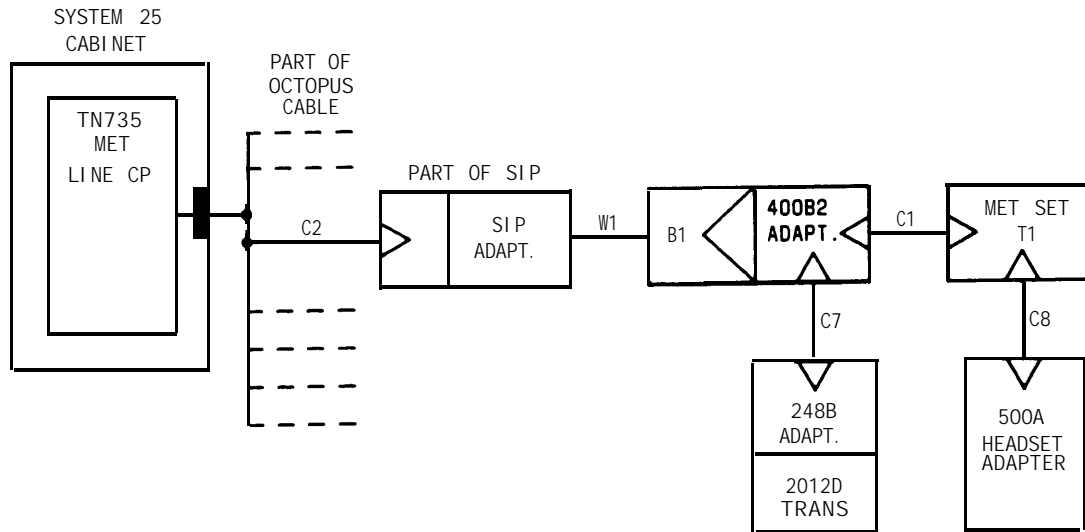 SYSTEM 25
CABINET
TN735
MET
LINE CP
PART OF
OCTOPUS
CABLE
C2
PART OF SIP
SIP
ADAPT.
W1
B1
400B2
ADAPT.
C1
MET SET
T1
C7
C8
248B
ADAPT.
2012D
TRANS
500A
HEADSET
ADAPTER